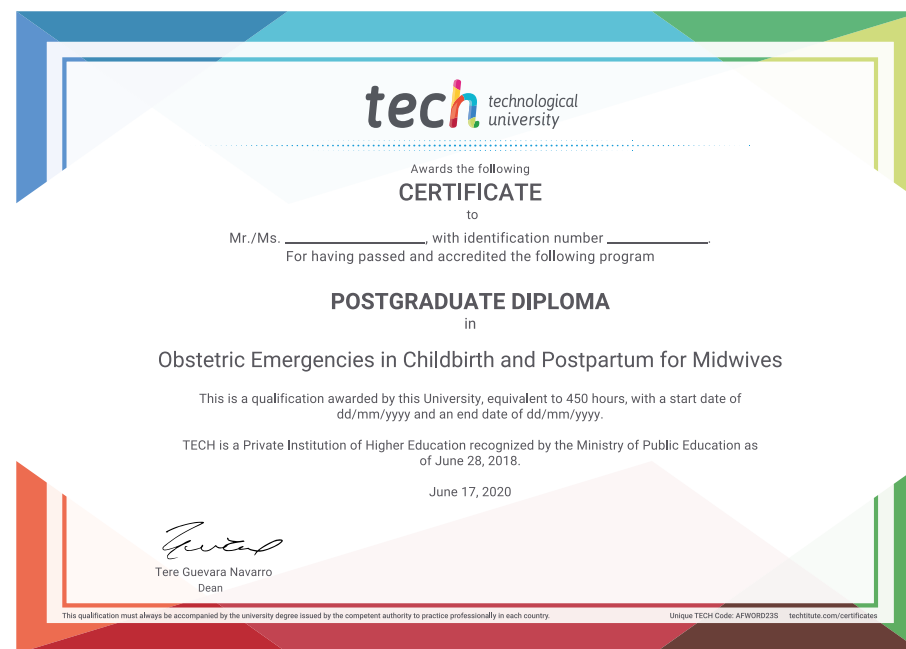 tech technological
university
Awards the following
CERTIFICATE
to
Mr./Ms. ____________________, with identification number ______________.
For having passed and accredited the following program
POSTGRADUATE DIPLOMA
in
Obstetric Emergencies in Childbirth and Postpartum for Midwives
This is a qualification awarded by this University, equivalent to 450 hours, with a start date of
dd/mm/yyyy and an end date of dd/mm/yyyy.
TECH is a Private Institution of Higher Education recognized by the Ministry of Public Education as
of June 28, 2018.
June 17, 2020
Tere Guevara Navarro
Dean
This qualification must always be accompanied by the university degree issued by the competent authority to practice professionally in each country. Unique TECH Code: AFWORD23S techtitute.com/certificates